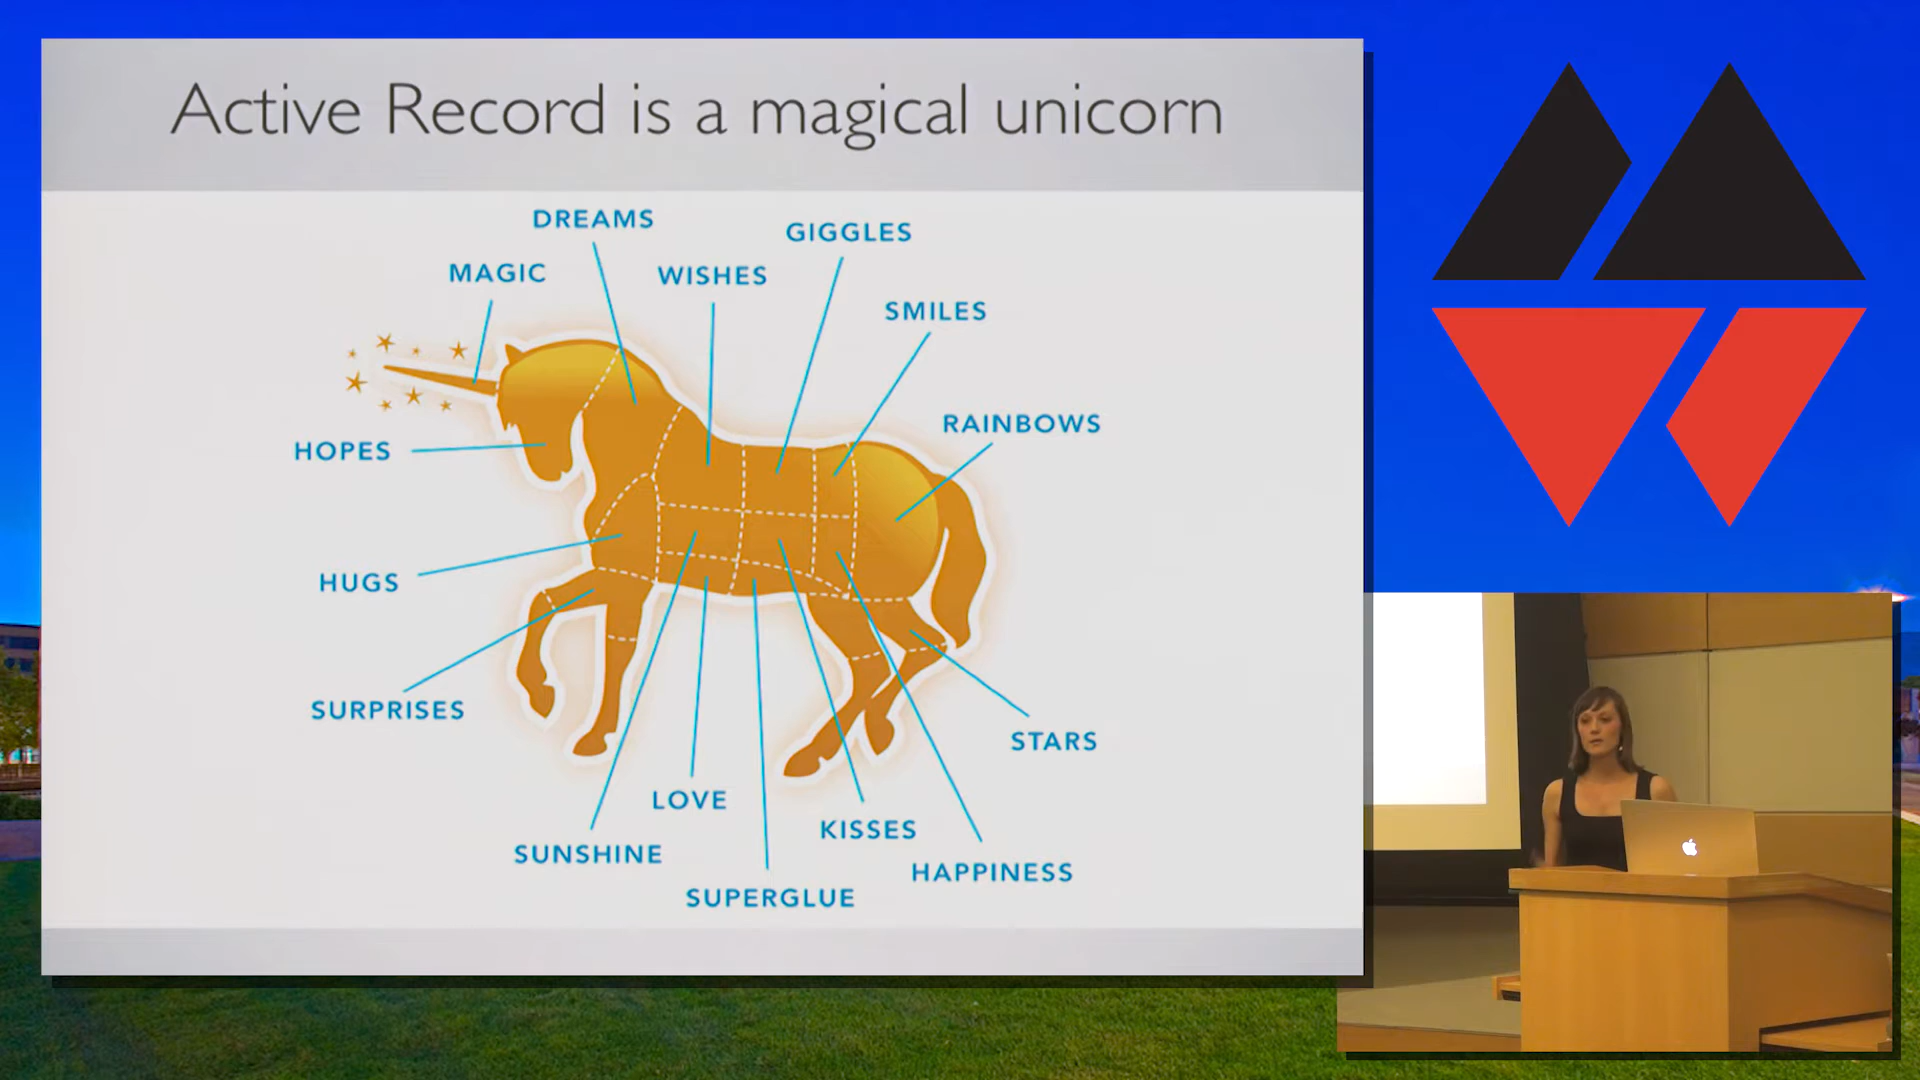 Active Record is a magical unicorn
DREAMS
GIGGLES
MAGIC
WISHES
SMILES
RAINBOWS
HOPES
HUGS
SURPRISES
STARS
LOVE
KISSES
SUNSHINE
HAPPINESS
SUPERGLUE